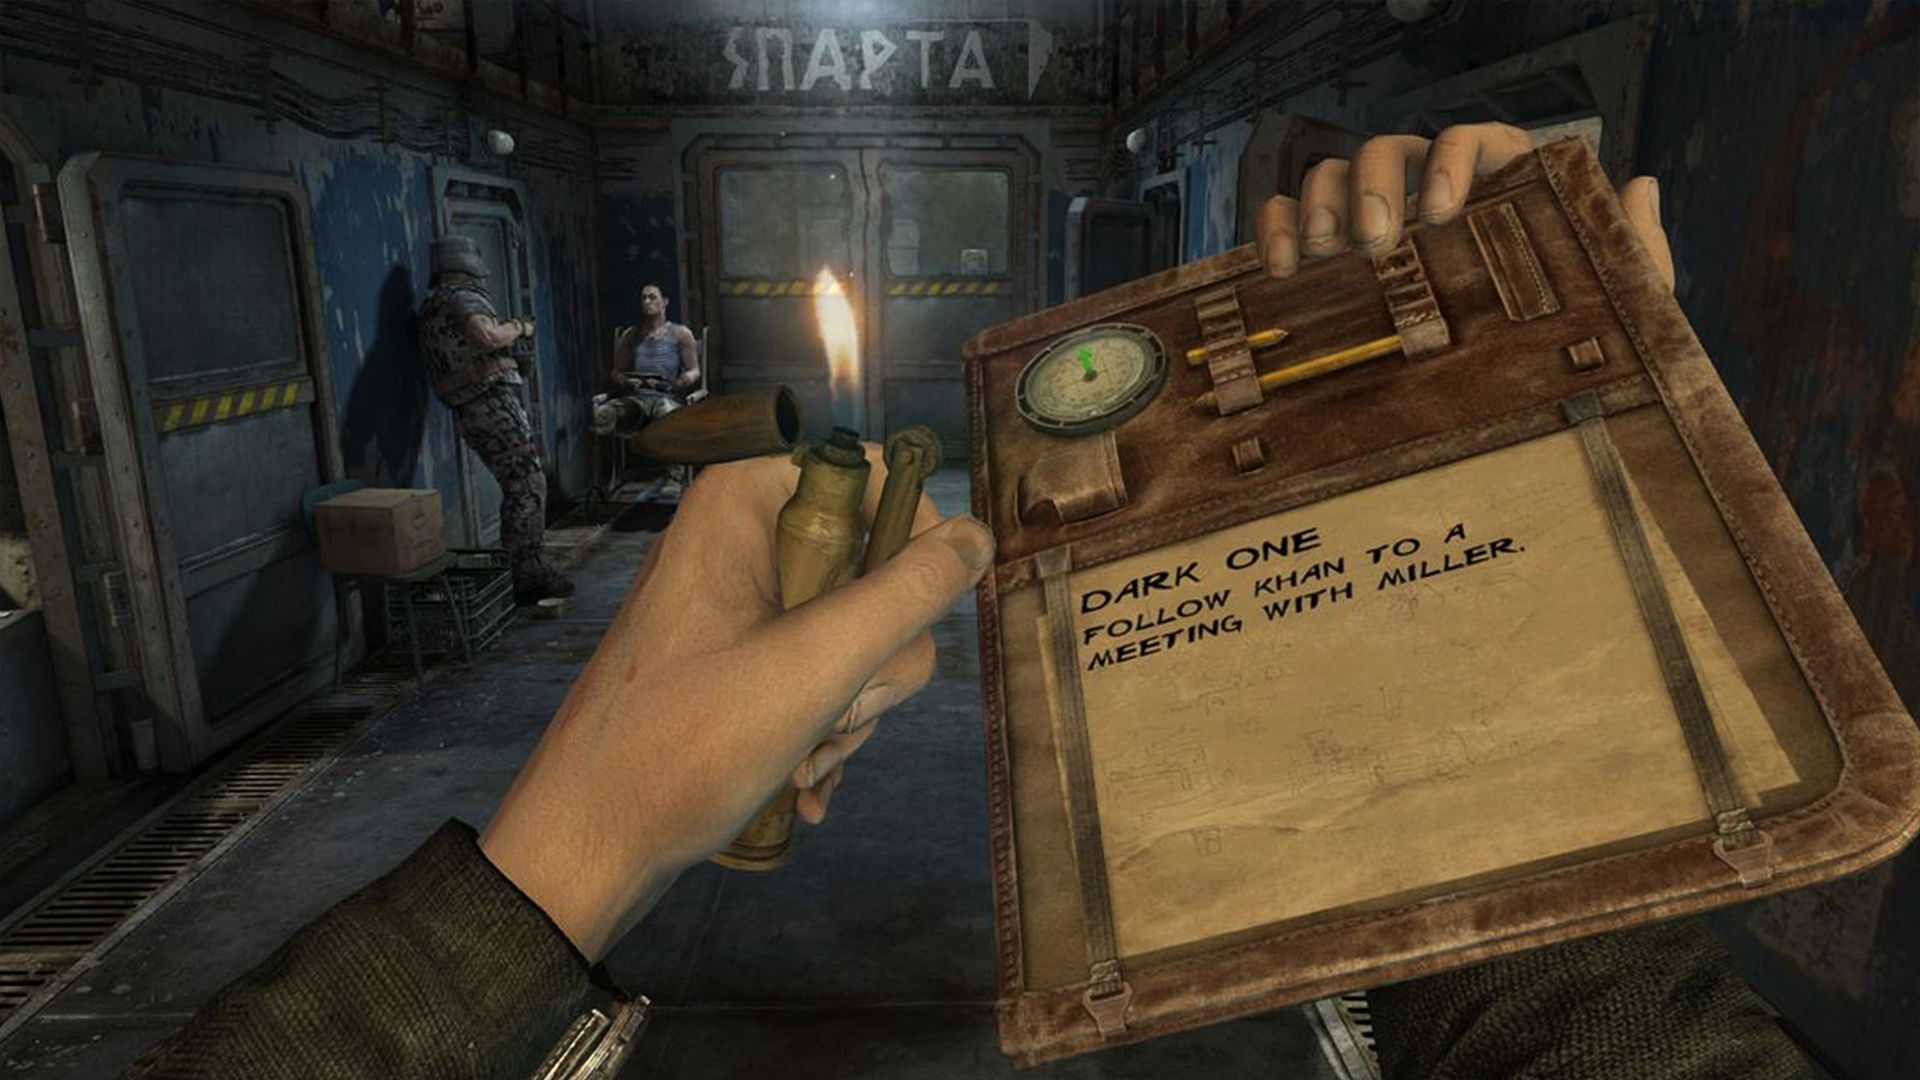 СПАРТА
DARK ONE
FOLLOW KHAN TO A
MEETING WITH MILLER.